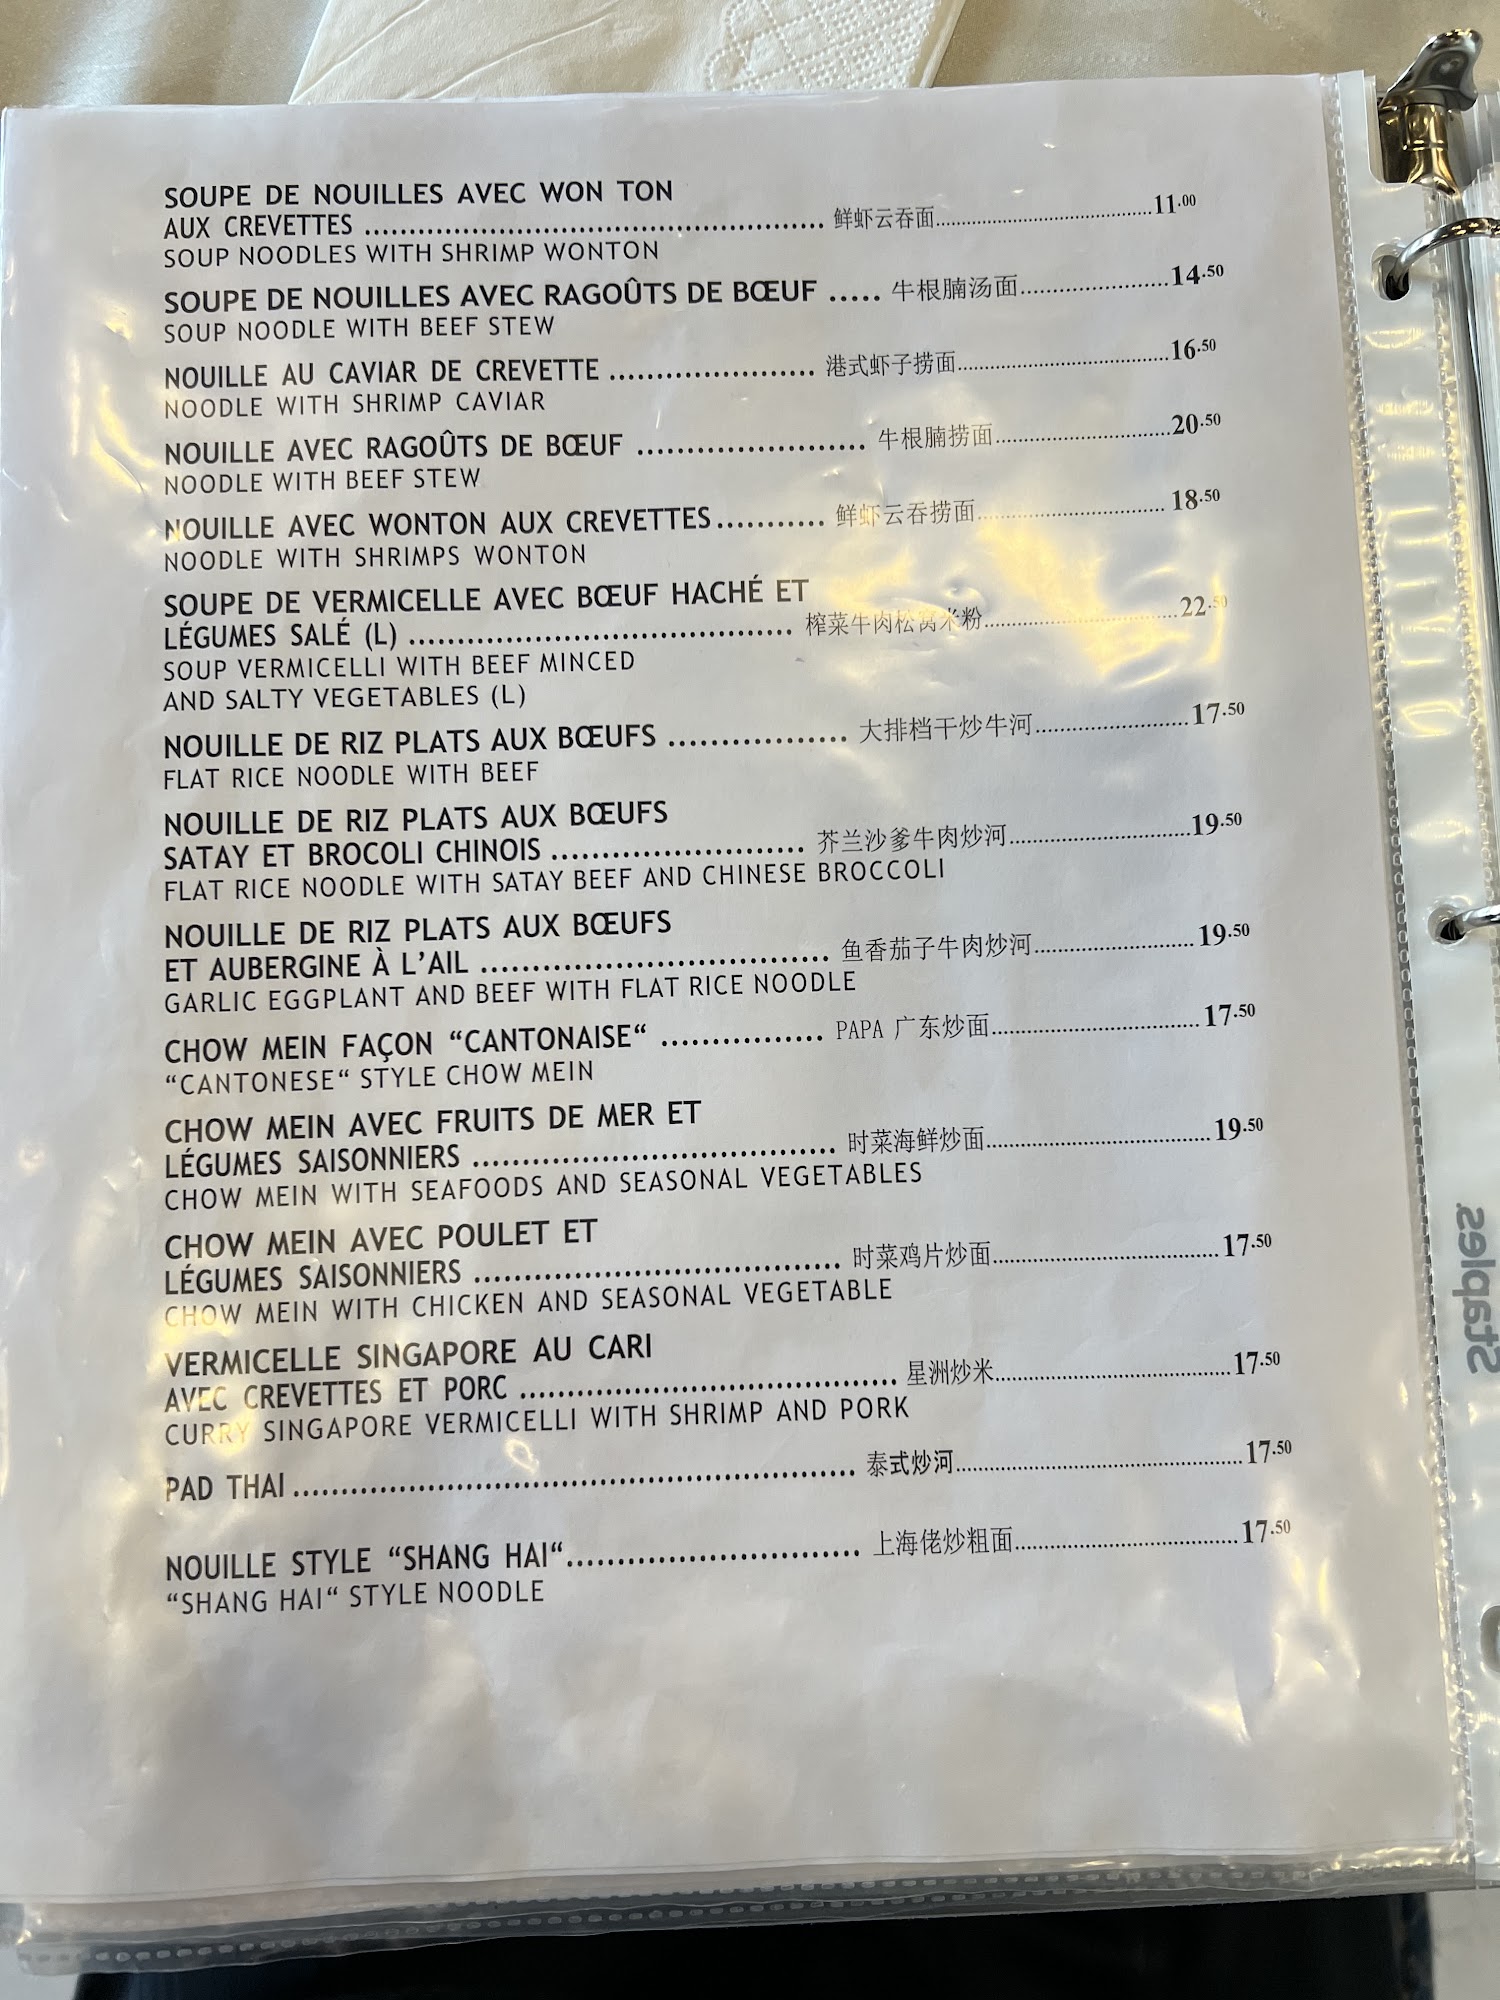 SOUPE DE NOUILLES AVEC WON TON
AUX CREVETTES .................................................... 鲜虾云吞面............................................11.00
SOUP NOODLES WITH SHRIMP WONTON
SOUPE DE NOUILLES AVEC RAGOÛTS DE BŒUF ..... 牛根腩汤面..............................14.50
SOUP NOODLE WITH BEEF STEW
NOUILLE AU CAVIAR DE CREVETTE ..................... 港式虾子捞面..........................................16.50
NOODLE WITH SHRIMP CAVIAR
NOUILLE AVEC RAGOÛTS DE BŒUF ....................... 牛根腩捞面...................................20.50
NOODLE WITH BEEF STEW
NOUILLE AVEC WONTON AUX CREVETTES........... 鲜虾云吞捞面...................................... 18.50
NOODLE WITH SHRIMPS WONTON
SOUPE DE VERMICELLE AVEC BŒUF HACHÉ ET
LÉGUMES SALÉ (L) ....................................... 榨菜牛肉松窝米粉.......................................22.50
SOUP VERMICELLI WITH BEEF MINCED
AND SALTY VEGETABLES (L)
NOUILLE DE RIZ PLATS AUX BŒUFS .................. 大排档干炒牛河...............................17.50
FLAT RICE NOODLE WITH BEEF
NOUILLE DE RIZ PLATS AUX BŒUFS
SATAY ET BROCOLI CHINOIS ......................... 芥兰沙爹牛肉炒河.....................................19.50
FLAT RICE NOODLE WITH SATAY BEEF AND CHINESE BROCCOLI
NOUILLE DE RIZ PLATS AUX BŒUFS
ET AUBERGINE À L’AIL ................................... 鱼香茄子牛肉炒河.................................19.50
GARLIC EGGPLANT AND BEEF WITH FLAT RICE NOODLE
CHOW MEIN FAÇON “CANTONAISE“ ................ PAPA 广东炒面..........................................17.50
“CANTONESE“ STYLE CHOW MEIN
CHOW MEIN AVEC FRUITS DE MER ET
LÉGUMES SAISONNIERS .................................... 时菜海鲜炒面..............................................19.50
CHOW MEIN WITH SEAFOODS AND SEASONAL VEGETABLES
CHOW MEIN AVEC POULET ET
LÉGUMES SAISONNIERS ..................................... 时菜鸡片炒面..............................................17.50
CHOW MEIN WITH CHICKEN AND SEASONAL VEGETABLE
VERMICELLE SINGAPORE AU CARI
AVEC CREVETTES ET PORC ...................................... 星洲炒米................................................17.50
CURRY SINGAPORE VERMICELLI WITH SHRIMP AND PORK
PAD THAI ......................................................... 泰式炒河..........................................................17.50
NOUILLE STYLE “SHANG HAI“.............................. 上海佬炒粗面.............................................17.50
“SHANG HAI“ STYLE NOODLE
Staples